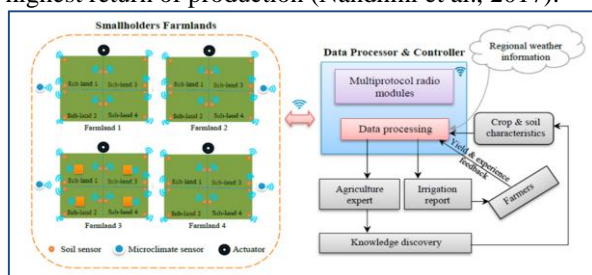 highest return of production (Nandhini et al., 2017).
Smallholders Farmlands
Sub-land 1 Sub-land 3
Sub-land 2 Sub-land 4
Farmland 1
Sub-land 1 Sub-land 3
Sub-land 2 Sub-land 4
Farmland 2
Sub-land 1 Sub-land 3
Sub-land 2 Sub-land 4
Farmland 3
Sub-land 1 Sub-land 3
Sub-land 2 Sub-land 4
Farmland 4
Soil sensor Microclimate sensor Actuator
Data Processor & Controller
Multiprotocol radio
modules
Data processing
Regional weather
information
Crop & soil
characteristics
Yield & experience
feedback
Agriculture
expert
Irrigation
report
Farmers
Knowledge discovery